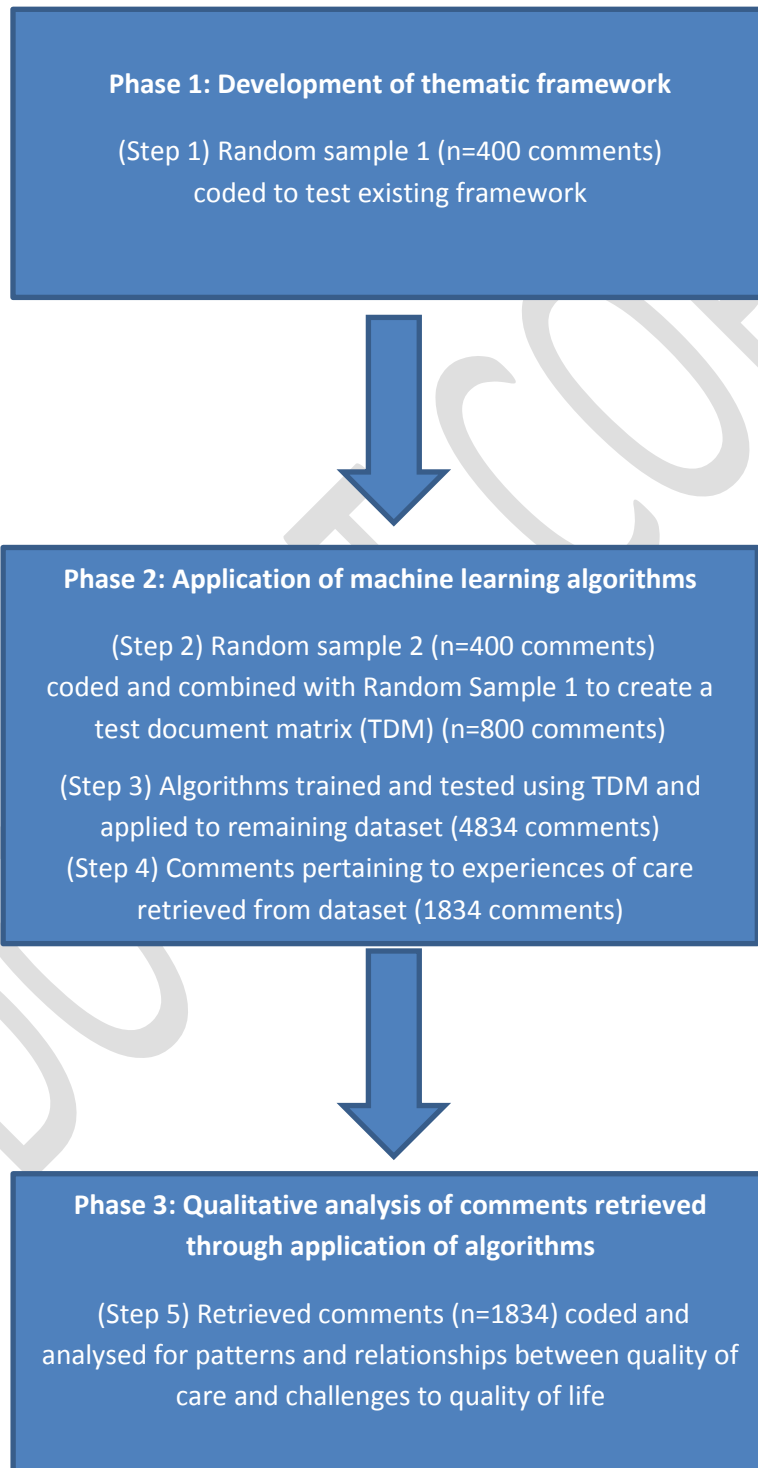 Phase 1: Development of thematic framework
(Step 1) Random sample 1 (n=400 comments)
coded to test existing framework
Phase 2: Application of machine learning algorithms
(Step 2) Random sample 2 (n=400 comments)
coded and combined with Random Sample 1 to create a
test document matrix (TDM) (n=800 comments)
(Step 3) Algorithms trained and tested using TDM and
applied to remaining dataset (4834 comments)
(Step 4) Comments pertaining to experiences of care
retrieved from dataset (1834 comments)
Phase 3: Qualitative analysis of comments retrieved
through application of algorithms
(Step 5) Retrieved comments (n=1834) coded and
analysed for patterns and relationships between quality of
care and challenges to quality of life